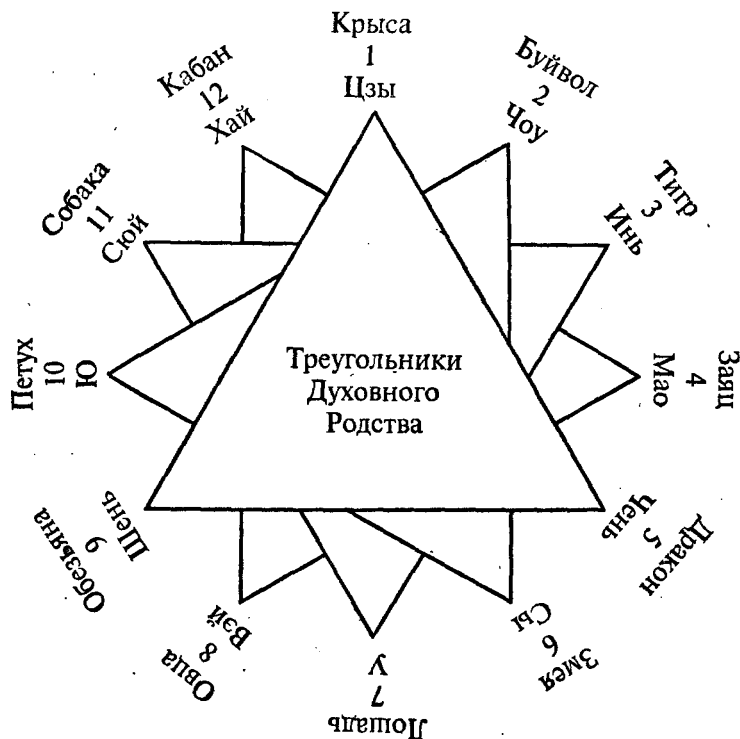 Крыса
1
Цзы
Буйвол
2
Чоу
Тигр
3
Инь
Заяц
4
Мао
Дракон
5
Чень
Змея
6
Сы
Лошадь
7
У
Овца
8
Вэй
Обезьяна
9
Шень
Петух
10
Ю
Собака
11
Сюй
Кабан
12
Хай
Треугольники
Духовного
Родства